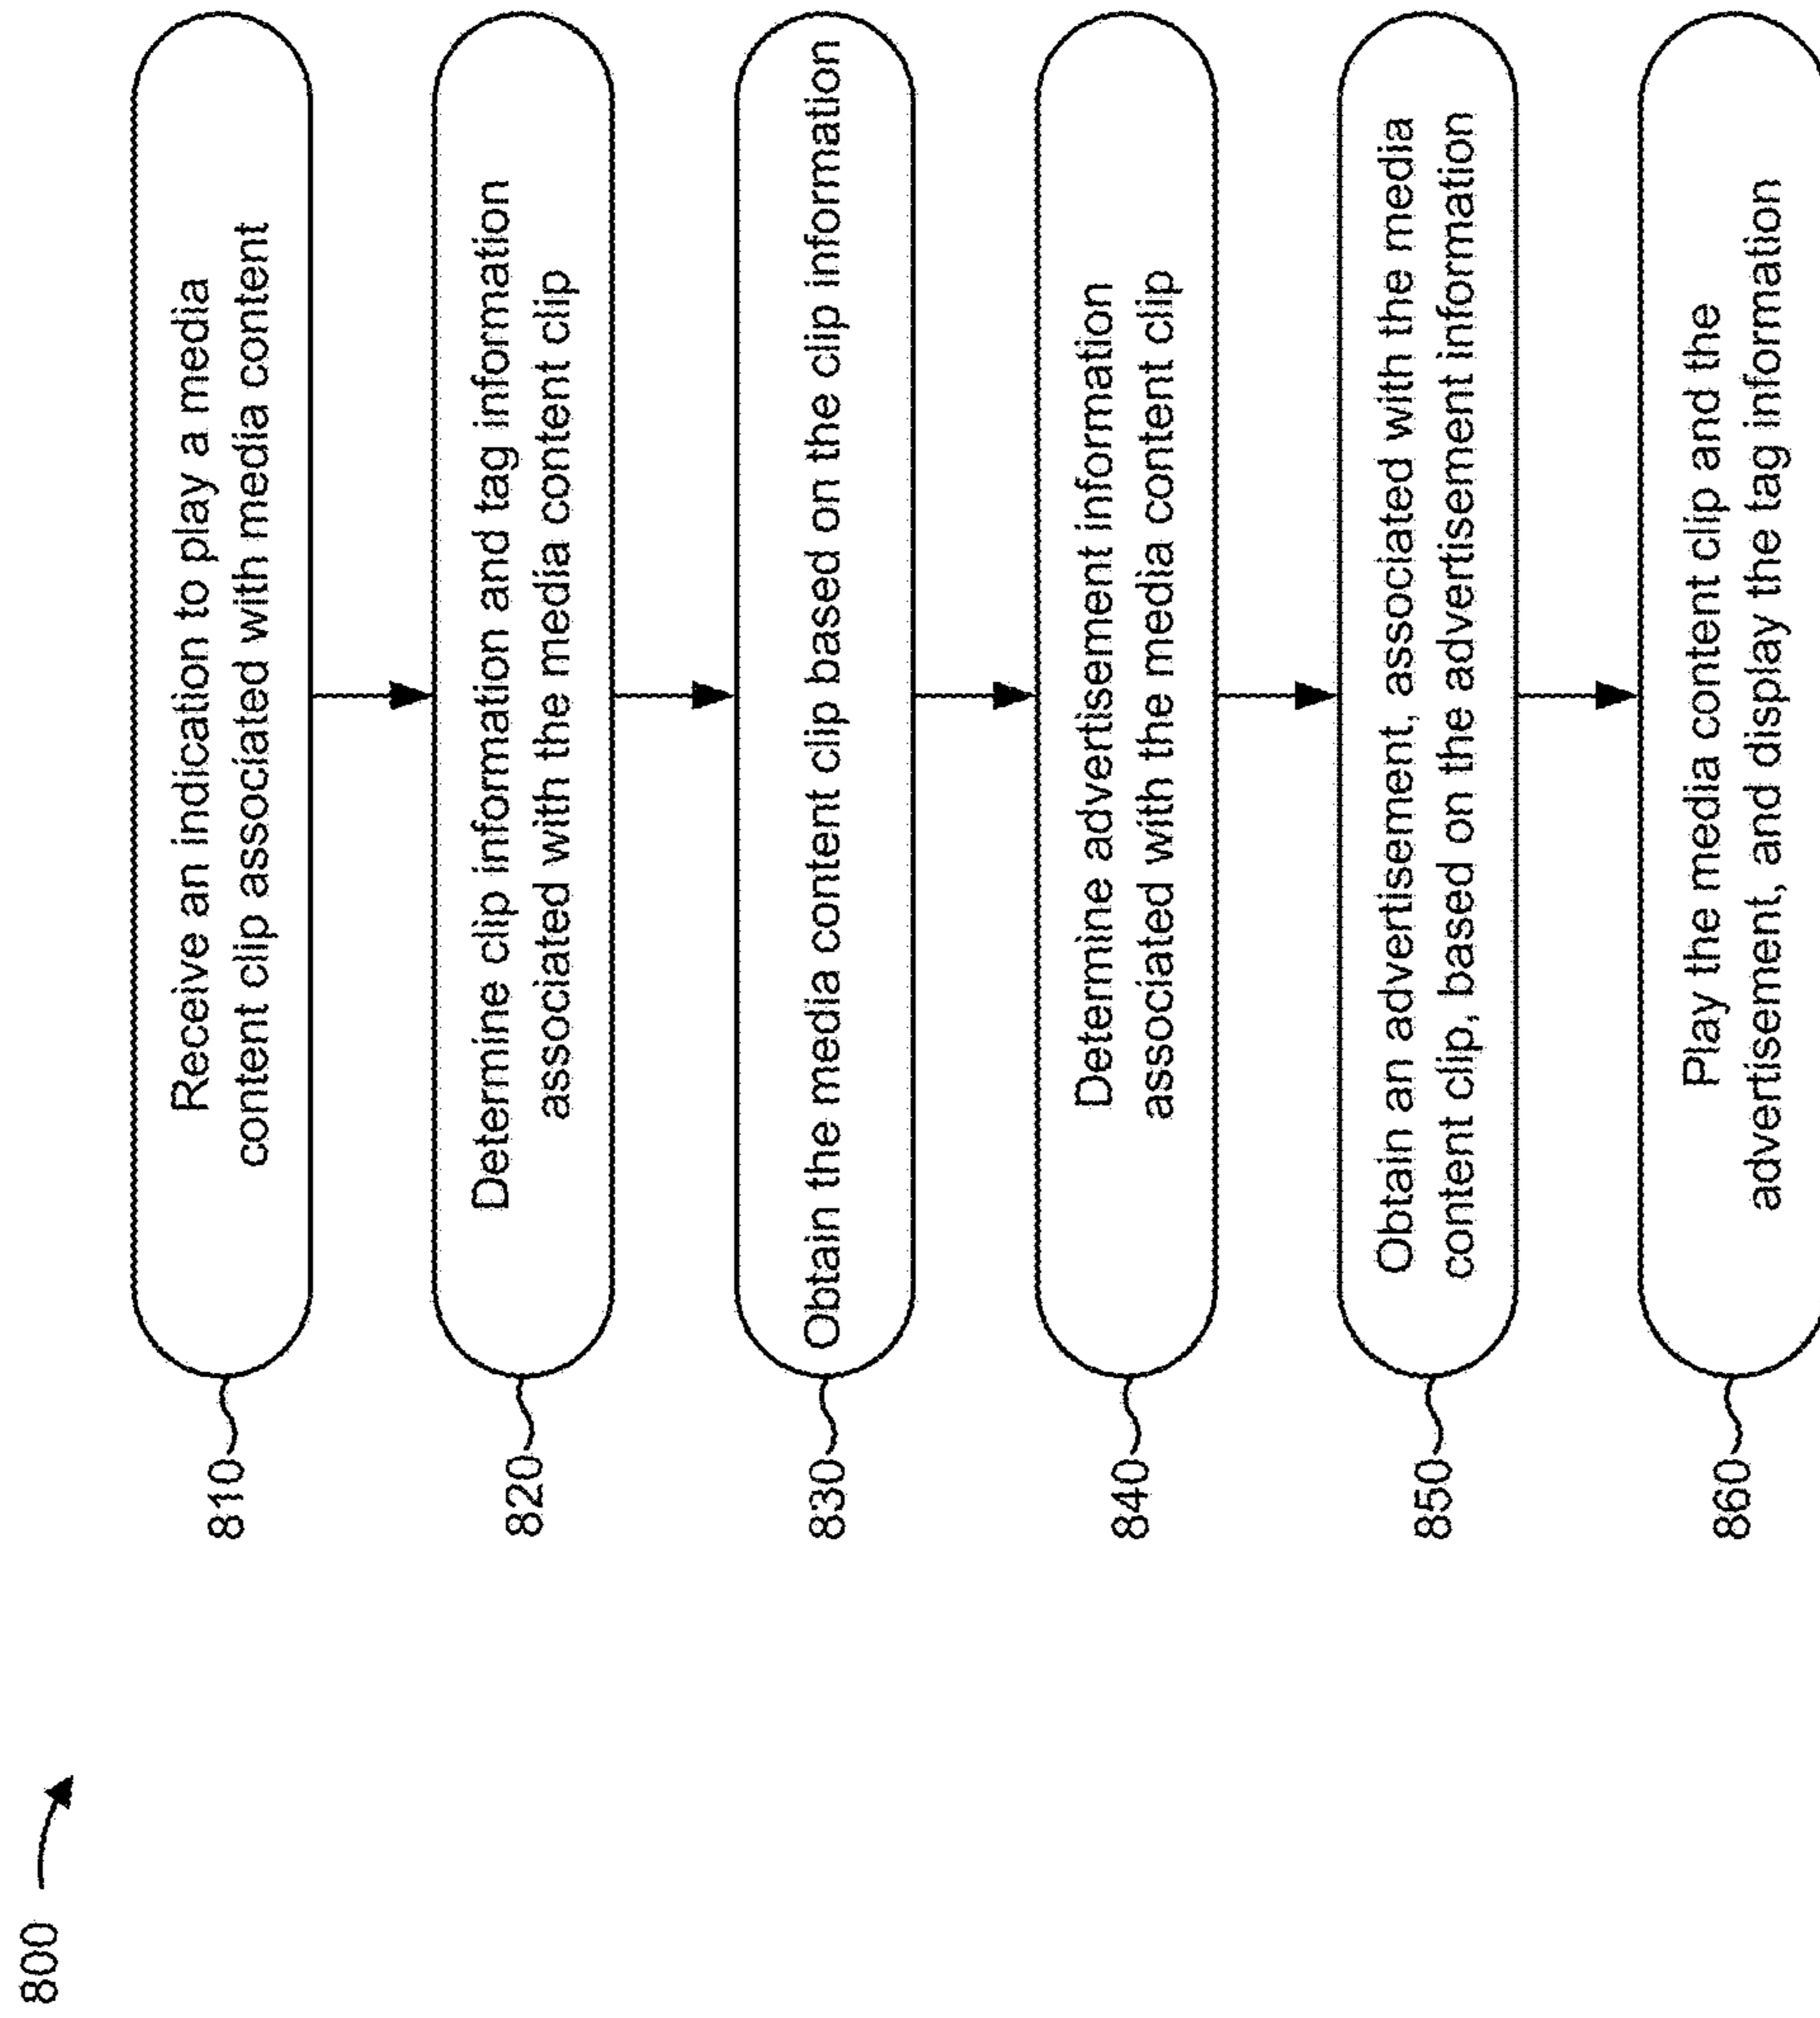 800
810
Receive an indication to play a media
content clip associated with media content
820
Determine clip information and tag information
associated with the media content clip
830
Obtain the media content clip based on the clip information
840
Determine advertisement information
associated with the media content clip
850
Obtain an advertisement, associated with the media
content clip, based on the advertisement information
860
Play the media content clip and the
advertisement, and display the tag information